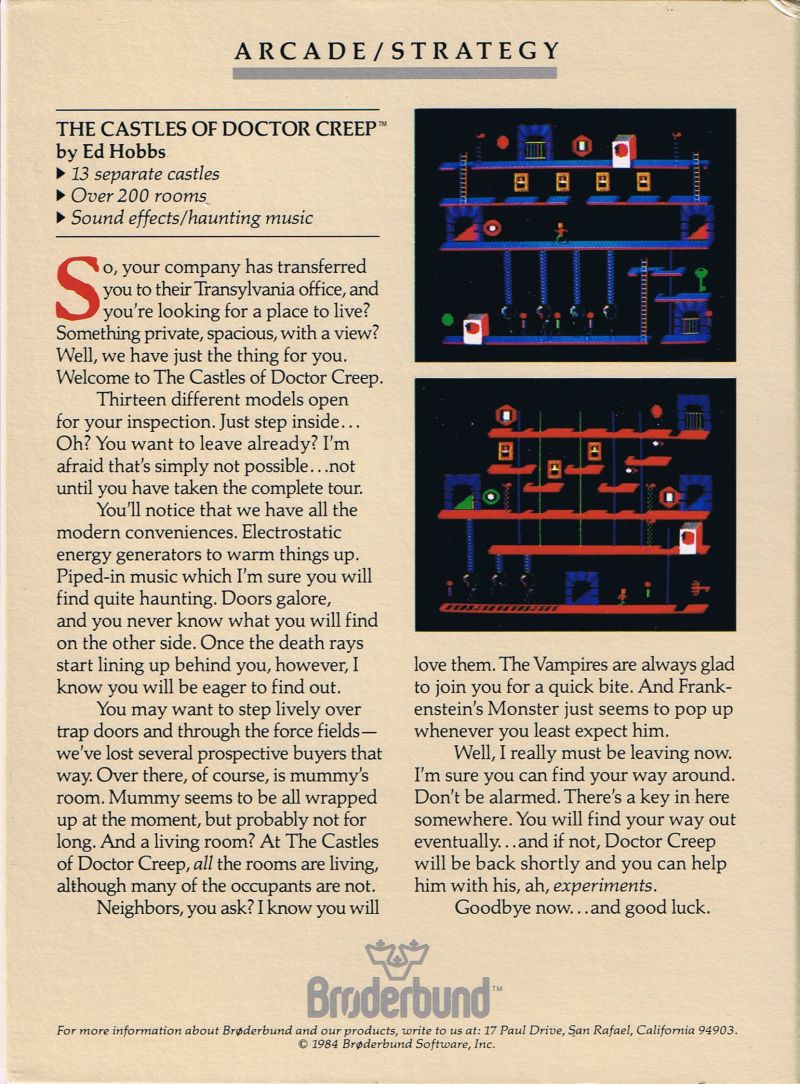 ARCADE/STRATEGY
THE CASTLES OF DOCTOR CREEP™
by Ed Hobbs
▶ 13 separate castles
▶ Over 200 rooms
▶ Sound effects/haunting music
So, your company has transferred
you to their Transylvania office, and
you're looking for a place to live?
Something private, spacious, with a view?
Well, we have just the thing for you.
Welcome to The Castles of Doctor Creep.
Thirteen different models open
for your inspection. Just step inside...
Oh? You want to leave already? I'm
afraid that's simply not possible...not
until you have taken the complete tour.
You'll notice that we have all the
modern conveniences. Electrostatic
energy generators to warm things up.
Piped-in music which I'm sure you will
find quite haunting. Doors galore,
and you never know what you will find
on the other side. Once the death rays
start lining up behind you, however, I
know you will be eager to find out.
You may want to step lively over
trap doors and through the force fields—
we've lost several prospective buyers that
way. Over there, of course, is mummy's
room. Mummy seems to be all wrapped
up at the moment, but probably not for
long. And a living room? At The Castles
of Doctor Creep, all the rooms are living,
although many of the occupants are not.
Neighbors, you ask? I know you will
love them. The Vampires are always glad
to join you for a quick bite. And Frank-
enstein's Monster just seems to pop up
whenever you least expect him.
Well, I really must be leaving now.
I'm sure you can find your way around.
Don't be alarmed. There's a key in here
somewhere. You will find your way out
eventually...and if not, Doctor Creep
will be back shortly and you can help
him with his, ah, experiments.
Goodbye now...and good luck.
Brøderbund™
For more information about Brøderbund and our products, write to us at: 17 Paul Drive, San Rafael, California 94903.
© 1984 Brøderbund Software, Inc.